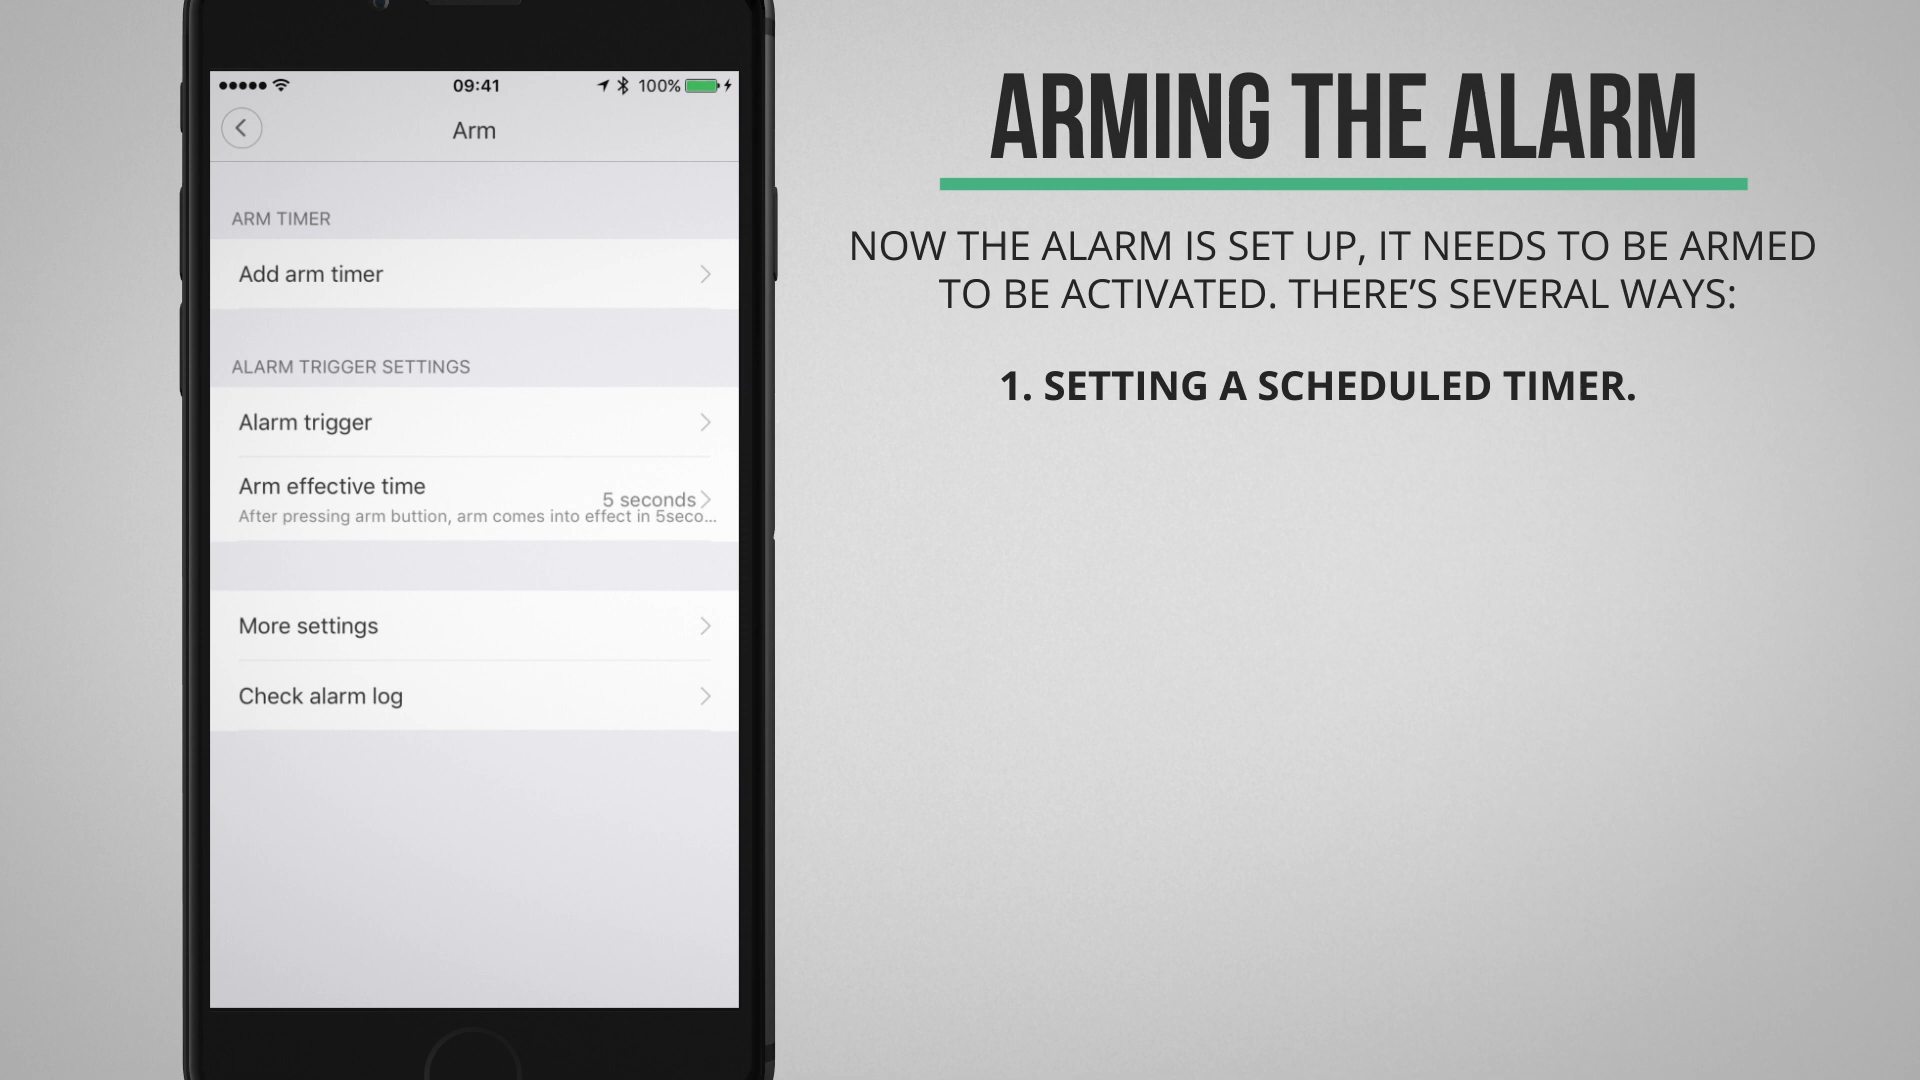 09:41
100%
Arm
ARM TIMER
Add arm timer
ALARM TRIGGER SETTINGS
Alarm trigger
Arm effective time
5 seconds
After pressing arm buttion, arm comes into effect in 5seco...
More settings
Check alarm log
ARMING THE ALARM
NOW THE ALARM IS SET UP, IT NEEDS TO BE ARMED
TO BE ACTIVATED. THERE’S SEVERAL WAYS:
1. SETTING A SCHEDULED TIMER.